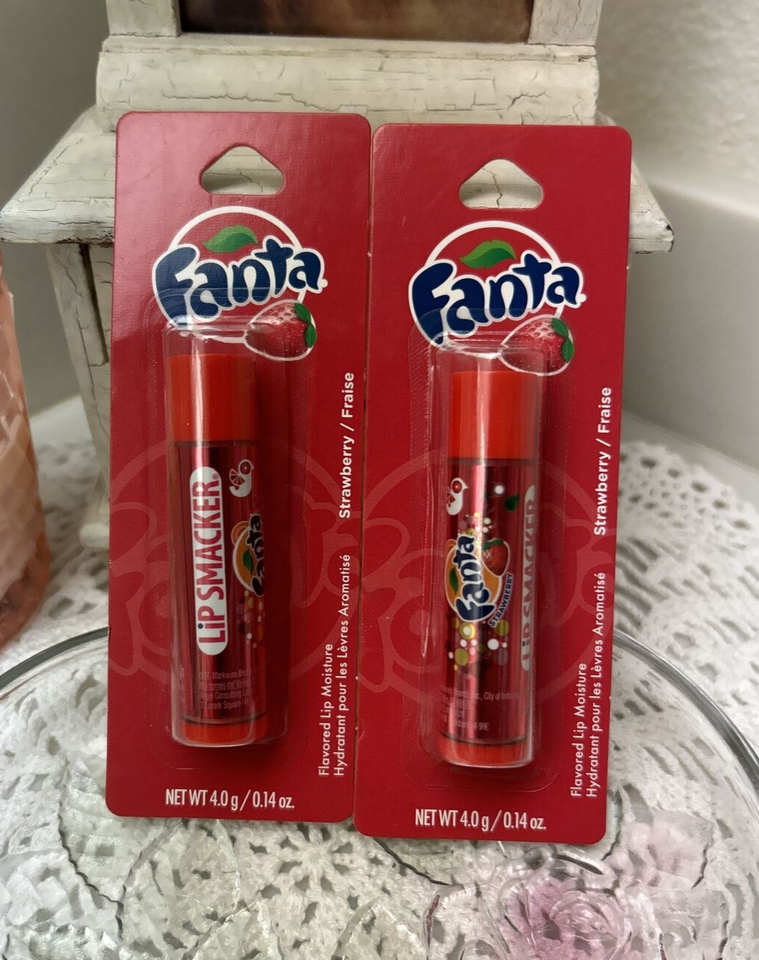 Fanta
LiP SMACKER
Fanta
Strawberry / Fraise
Flavored Lip Moisture
Hydratant pour les Lèvres Aromatisé
NET WT 4.0 g / 0.14 oz.
Fanta
Fanta
STRAWBERRY
LiP SMACKER
Strawberry / Fraise
Flavored Lip Moisture
Hydratant pour les Lèvres Aromatisé
NET WT 4.0 g / 0.14 oz.